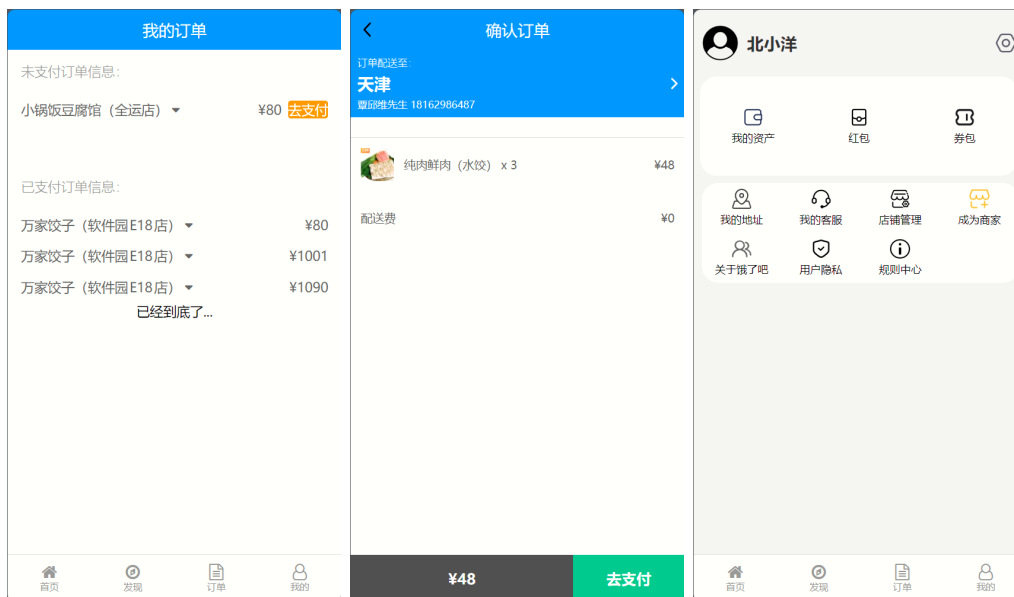 我的订单
未支付订单信息:
小锅饭豆腐馆（全运店） ¥80 去支付
已支付订单信息:
万家饺子（软件园E18店） ¥80
万家饺子（软件园E18店） ¥1001
万家饺子（软件园E18店） ¥1090
已经到底了...
首页 发现 订单 我的
确认订单
订单配送至:
天津
覃邱维先生 18162986487
纯肉鲜肉（水饺） x 3 ¥48
配送费 ¥0
¥48 去支付
北小洋
我的资产 红包 券包
我的地址 我的客服 店铺管理 成为商家
关于饿了吧 用户隐私 规则中心
首页 发现 订单 我的